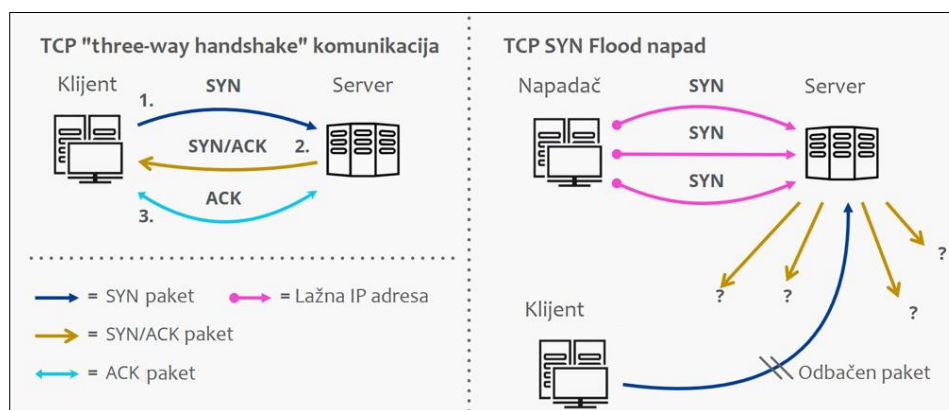 TCP "three-way handshake" komunikacija
Klijent
Server
1.
SYN
SYN/ACK
2.
ACK
3.
= SYN paket
= Lažna IP adresa
= SYN/ACK paket
= ACK paket
TCP SYN Flood napad
Napadač
Server
SYN
SYN
SYN
?
?
?
?
Klijent
Odbačen paket